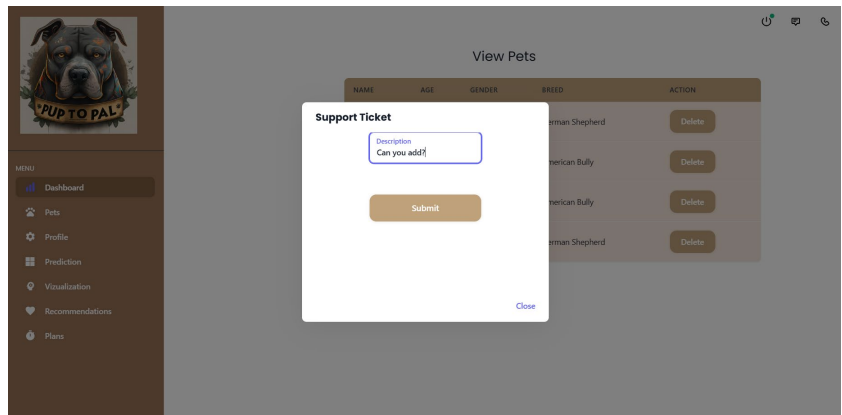 PUP TO PAL
MENU
Dashboard
Pets
Profile
Prediction
Vizualization
Recommendations
Plans
View Pets
NAME AGE GENDER BREED ACTION
erman Shepherd Delete
merican Bully Delete
merican Bully Delete
erman Shepherd Delete
Support Ticket
Description
Can you add?
Submit
Close